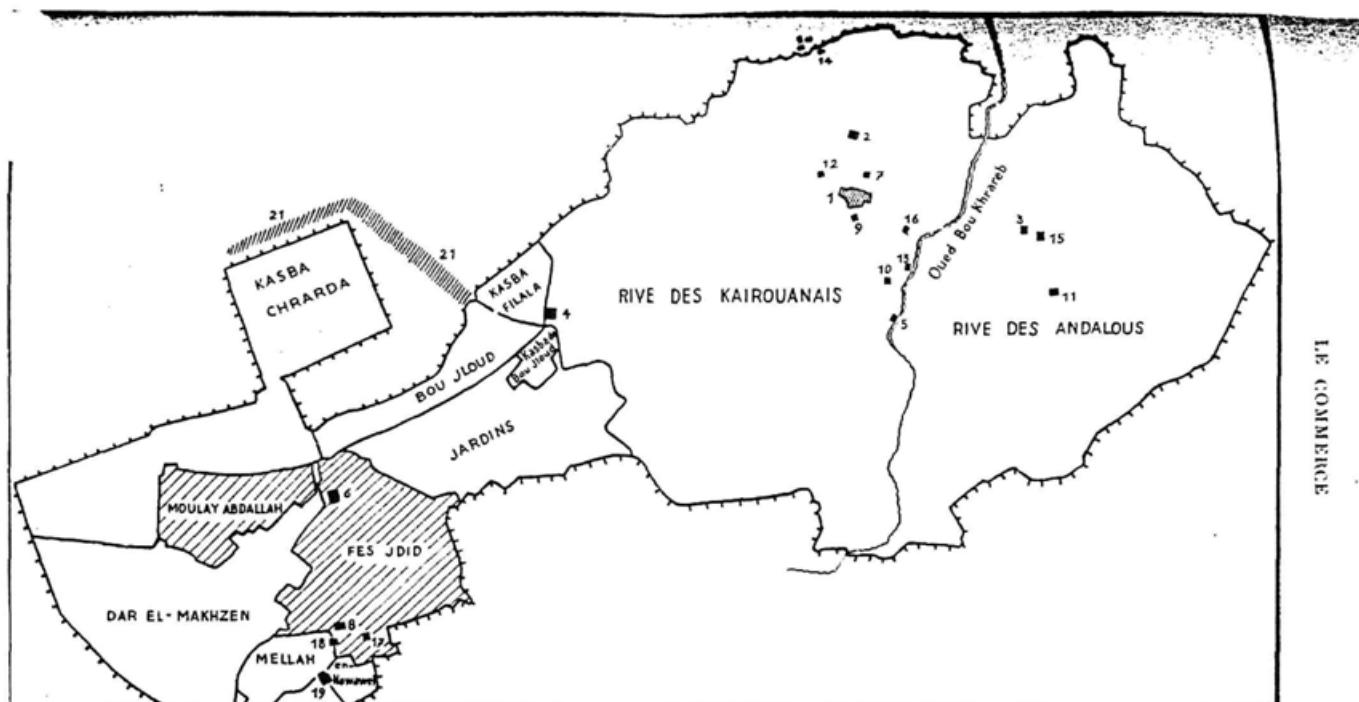 14
2
12
7
1
9
16
13
10
5
Oued Bou Khrareb
3
15
11
21
21
KASBA
CHRARDA
KASBA
FILALA
4
RIVE DES KAIROUANAIS
RIVE DES ANDALOUS
BOU JLOUD
Kasba
Bou Jloud
JARDINS
LE COMMERCE
MOULAY ABDALLAH
6
FES JDID
DAR EL-MAKHZEN
8
18
17
MELLAH
19